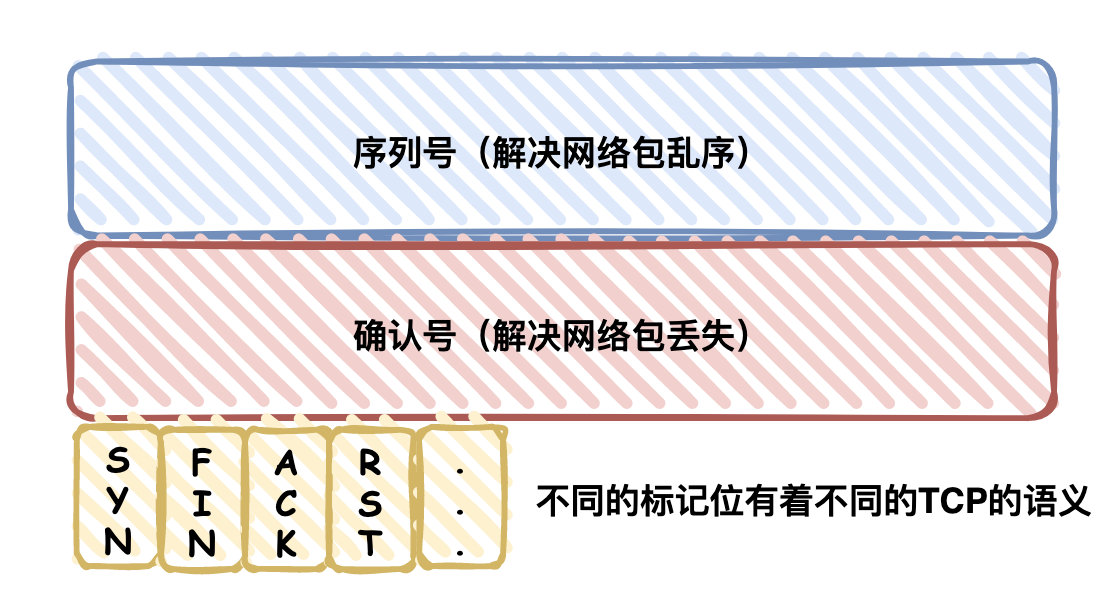 序列号（解决网络包乱序）
确认号（解决网络包丢失）
SYN FIN ACK RST ...
不同的标记位有着不同的TCP的语义